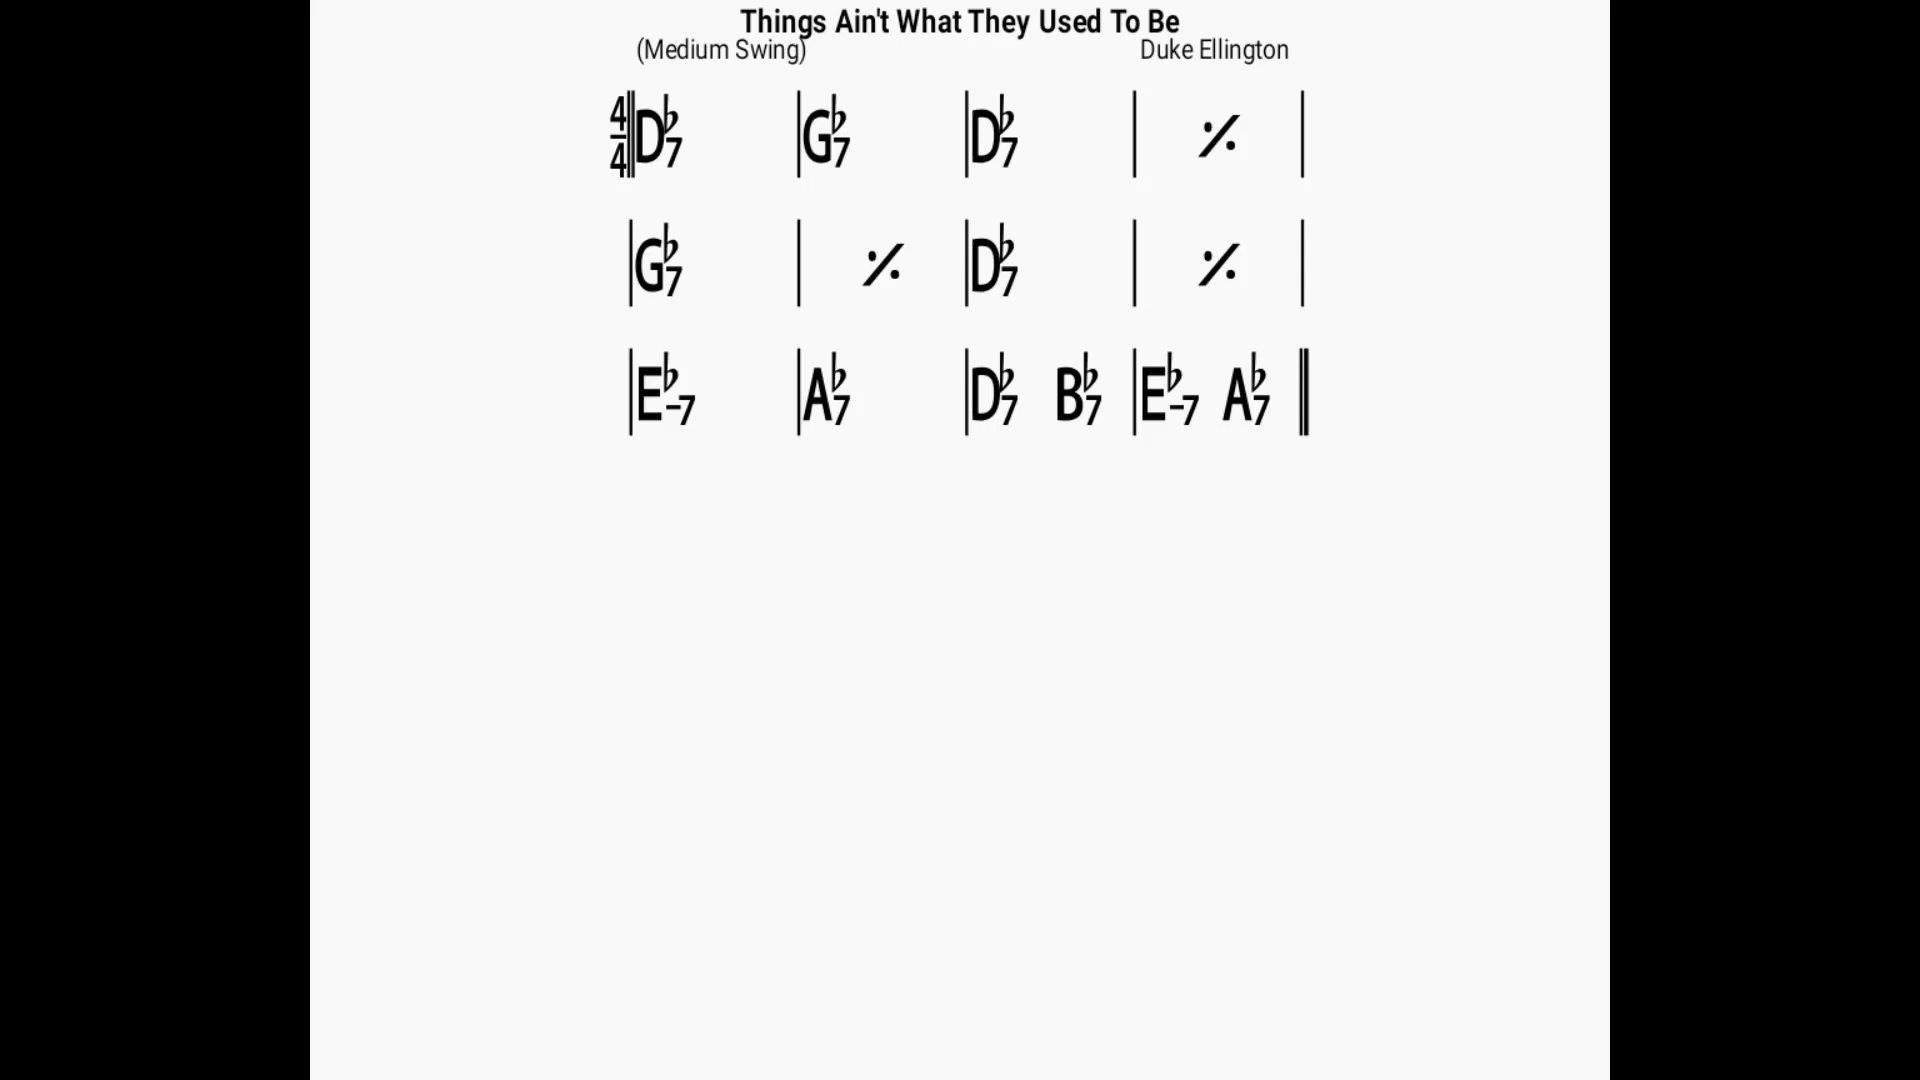 Things Ain't What They Used To Be
(Medium Swing) Duke Ellington
4/4 D♭7 G♭7 D♭7 𝄎
G♭7 𝄎 D♭7 𝄎
E♭-7 A♭7 D♭7 B♭7 E♭-7 A♭7